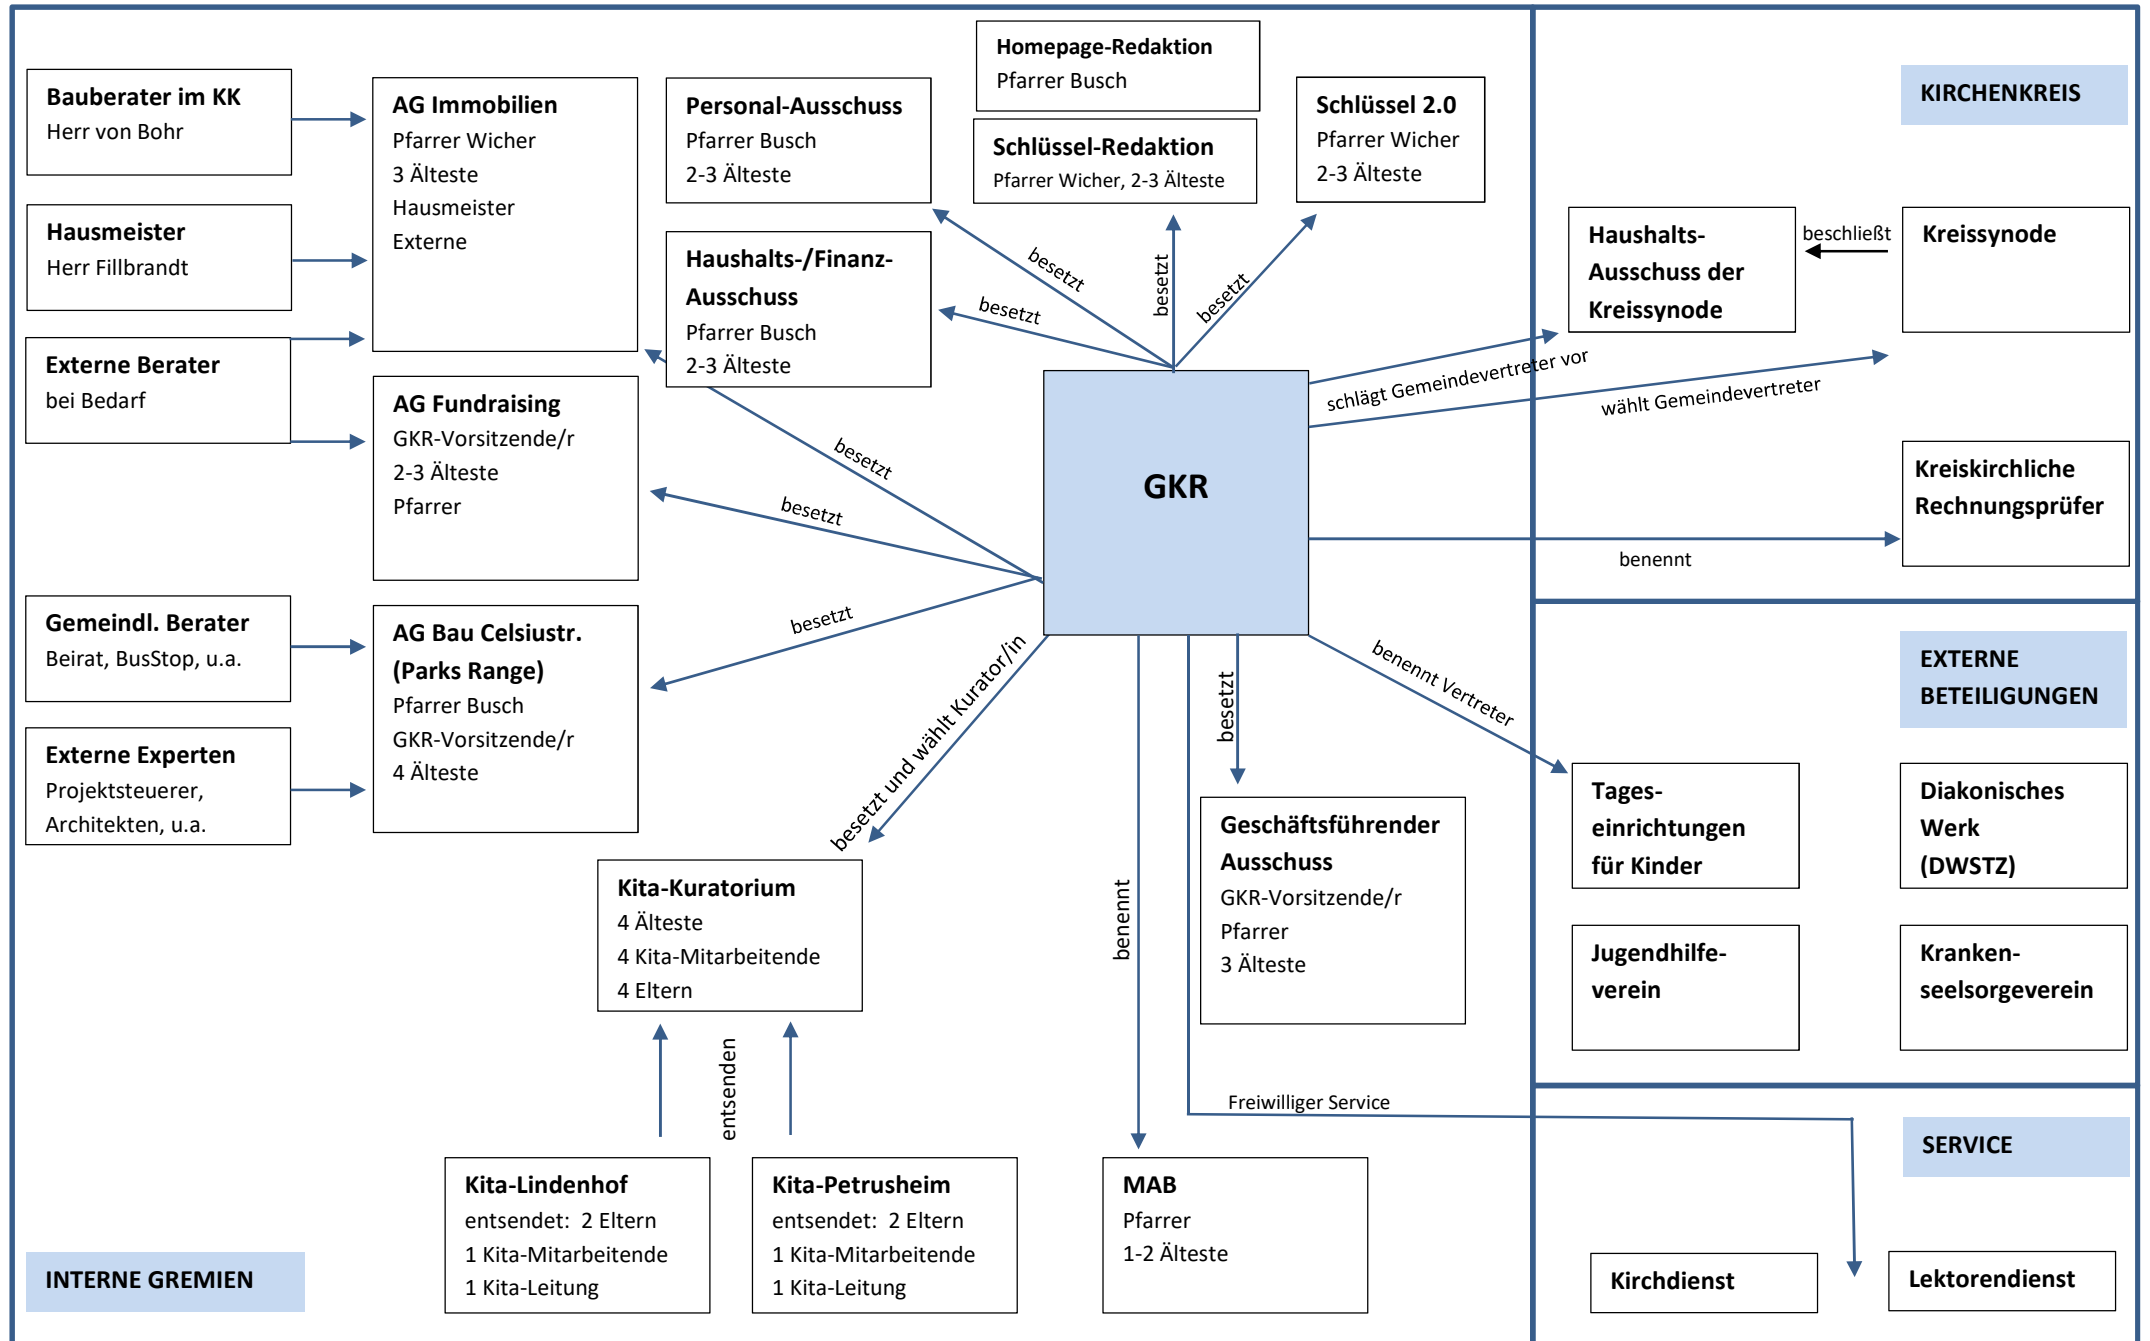 Bauberater im KK
Herr von Bohr
Hausmeister
Herr Fillbrandt
Externe Berater
bei Bedarf
AG Immobilien
Pfarrer Wicher
3 Älteste
Hausmeister
Externe
AG Fundraising
GKR-Vorsitzende/r
2-3 Älteste
Pfarrer
Gemeindl. Berater
Beirat, BusStop, u.a.
Externe Experten
Projektsteuerer,
Architekten, u.a.
AG Bau Celsiustr.
(Parks Range)
Pfarrer Busch
GKR-Vorsitzende/r
4 Älteste
Personal-Ausschuss
Pfarrer Busch
2-3 Älteste
Haushalts-/Finanz-
Ausschuss
Pfarrer Busch
2-3 Älteste
Homepage-Redaktion
Pfarrer Busch
Schlüssel-Redaktion
Pfarrer Wicher, 2-3 Älteste
Schlüssel 2.0
Pfarrer Wicher
2-3 Älteste
besetzt
besetzt
besetzt
besetzt
besetzt
besetzt
besetzt
GKR
besetzt und wählt Kurator/in
benennt
besetzt
Kita-Kuratorium
4 Älteste
4 Kita-Mitarbeitende
4 Eltern
entsenden
Kita-Lindenhof
entsendet:  2 Eltern
1 Kita-Mitarbeitende
1 Kita-Leitung
Kita-Petrusheim
entsendet:  2 Eltern
1 Kita-Mitarbeitende
1 Kita-Leitung
MAB
Pfarrer
1-2 Älteste
Geschäftsführender
Ausschuss
GKR-Vorsitzende/r
Pfarrer
3 Älteste
Freiwilliger Service
INTERNE GREMIEN
KIRCHENKREIS
Haushalts-
Ausschuss der
Kreissynode
beschließt
Kreissynode
schlägt Gemeindevertreter vor
wählt Gemeindevertreter
Kreiskirchliche
Rechnungsprüfer
benennt
benennt Vertreter
EXTERNE
BETEILIGUNGEN
Tages-
einrichtungen
für Kinder
Diakonisches
Werk
(DWSTZ)
Jugendhilfe-
verein
Kranken-
seelsorgeverein
SERVICE
Kirchdienst
Lektorendienst